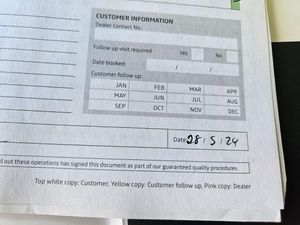 CUSTOMER INFORMATION
Dealer Contact No.:
Follow up visit required: Yes No
Date booked: / /
Customer follow up:
JAN FEB MAR APR
MAY JUN JUL AUG
SEP OCT NOV DEC
Date 28 / 5 / 24
d out these operations has signed this document as part of our guaranteed quality procedures.
Top white copy: Customer, Yellow copy: Customer follow up, Pink copy: Dealer